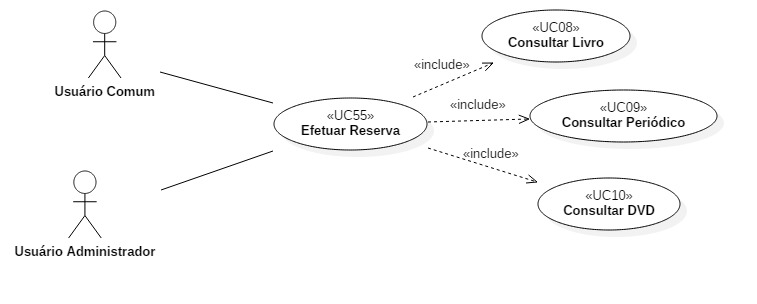 «UC08»
Consultar Livro
«include»
Usuário Comum
«include»
«UC09»
Consultar Periódico
«UC55»
Efetuar Reserva
«include»
«UC10»
Consultar DVD
Usuário Administrador